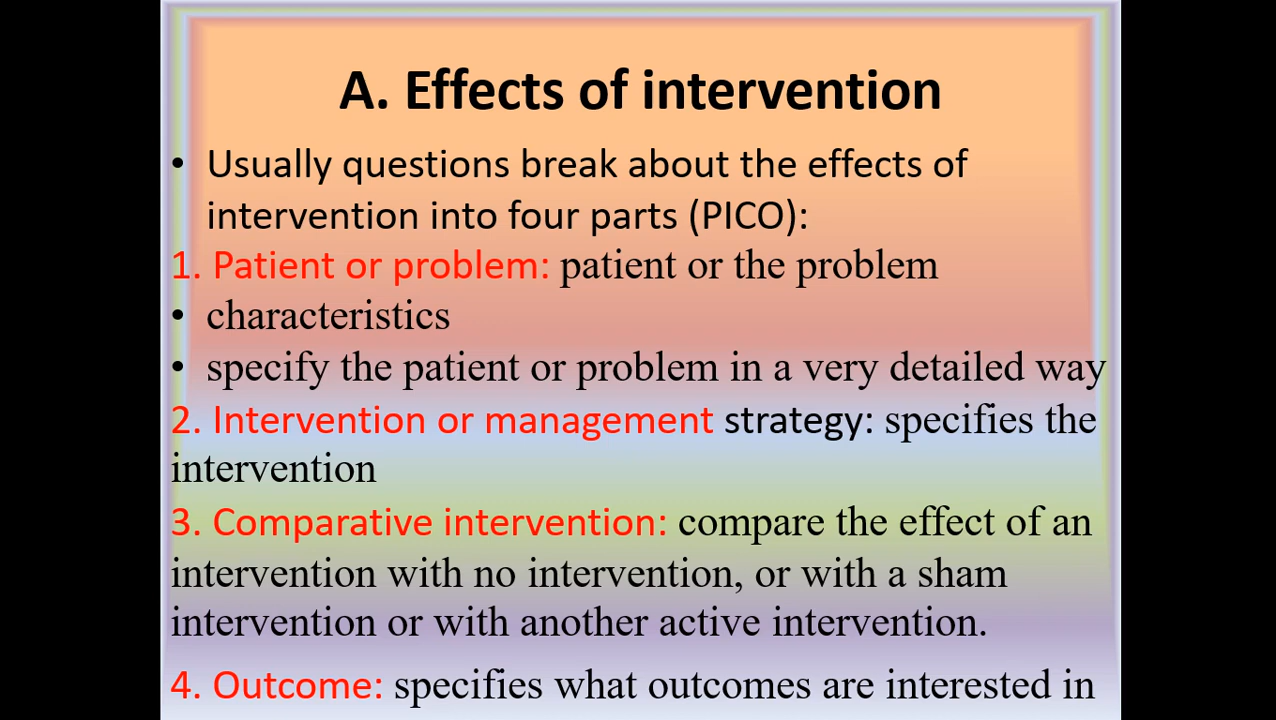 A. Effects of intervention
• Usually questions break about the effects of
intervention into four parts (PICO):
1. Patient or problem: patient or the problem
• characteristics
• specify the patient or problem in a very detailed way
2. Intervention or management strategy: specifies the
intervention
3. Comparative intervention: compare the effect of an
intervention with no intervention, or with a sham
intervention or with another active intervention.
4. Outcome: specifies what outcomes are interested in